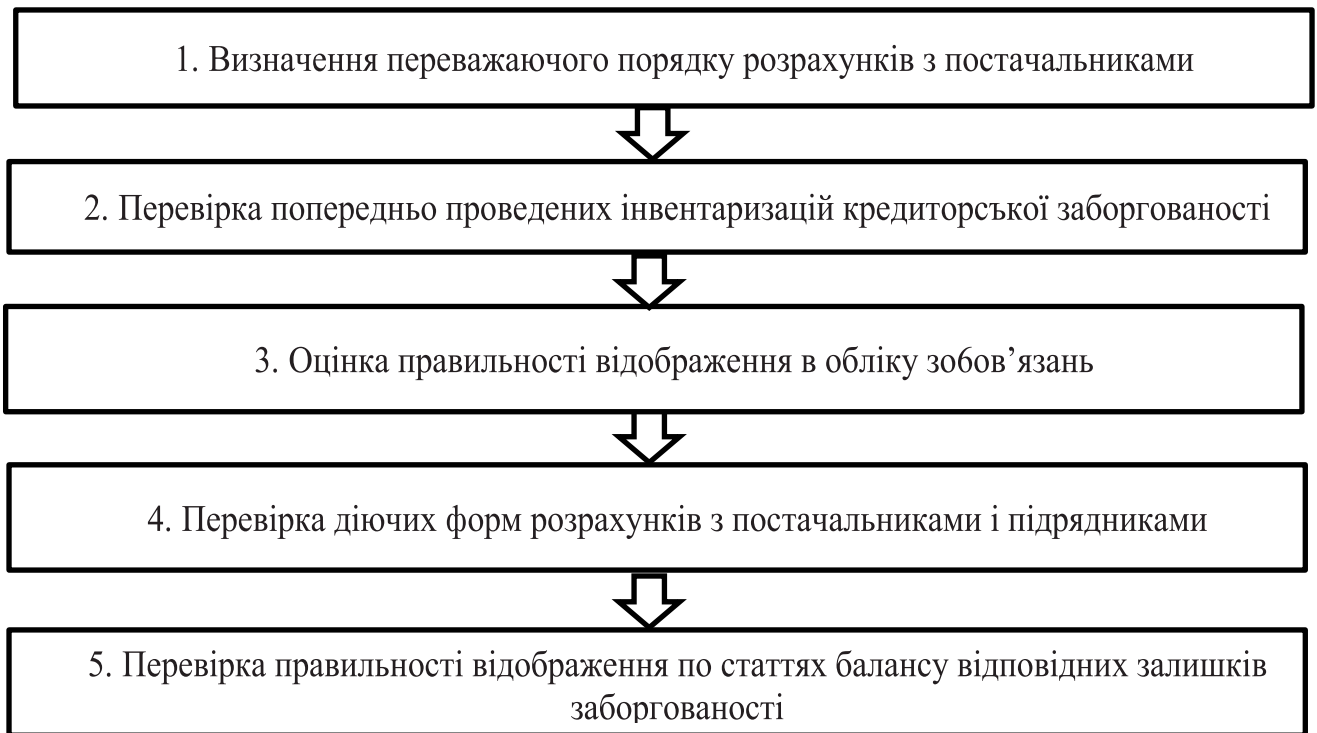 1. Визначення переважаючого порядку розрахунків з постачальниками
2. Перевірка попередньо проведених інвентаризацій кредиторської заборгованості
3. Оцінка правильності відображення в обліку зобов’язань
4. Перевірка діючих форм розрахунків з постачальниками і підрядниками
5. Перевірка правильності відображення по статтях балансу відповідних залишків
заборгованості